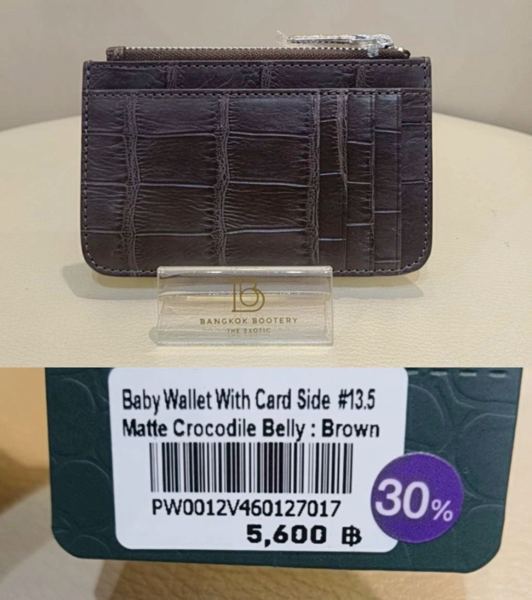 BANGKOK BOOTERY
THE EXOTIC
Baby Wallet With Card Side #13.5
Matte Crocodile Belly : Brown
PW0012V460127017
5,600 ฿
30%